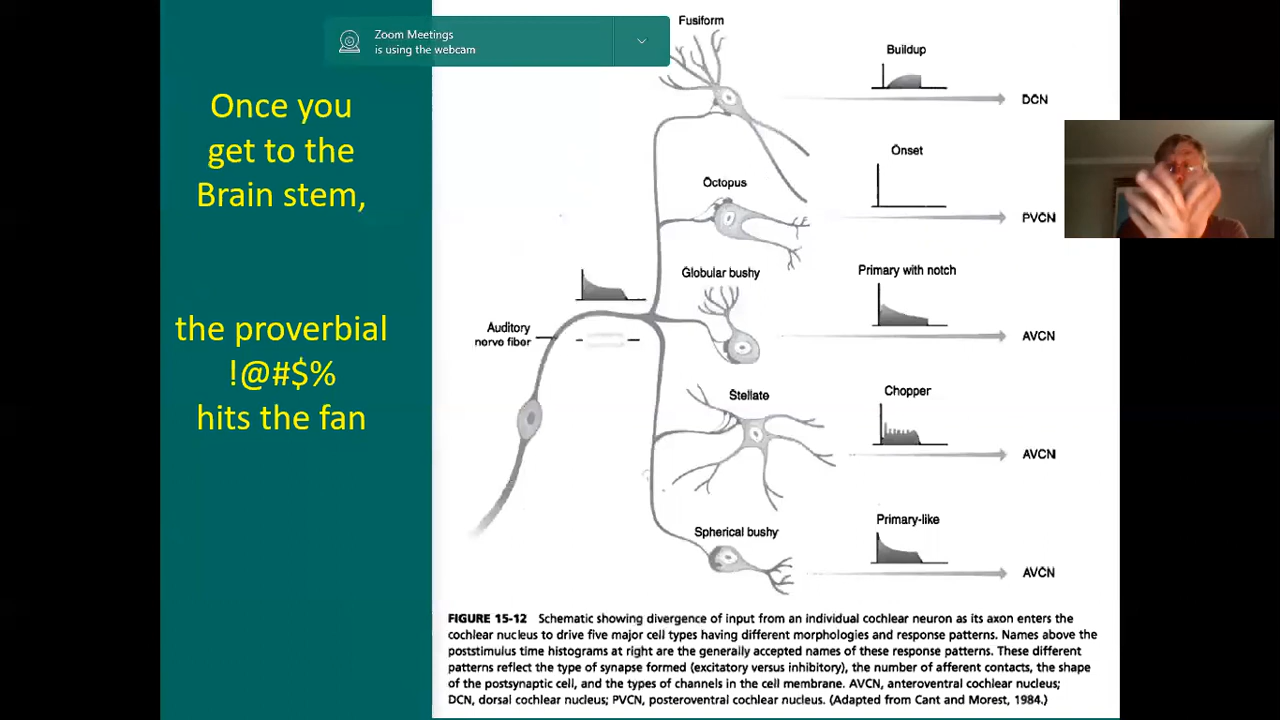 Zoom Meetings
is using the webcam
Once you
get to the
Brain stem,
the proverbial
!@#$%
hits the fan
Fusiform
Buildup
DCN
Octopus
Onset
PVCN
Globular bushy
Primary with notch
AVCN
Auditory
nerve fiber
Stellate
Chopper
AVCN
Spherical bushy
Primary-like
AVCN
FIGURE 15-12 Schematic showing divergence of input from an individual cochlear neuron as its axon enters the
cochlear nucleus to drive five major cell types having different morphologies and response patterns. Names above the
poststimulus time histograms at right are the generally accepted names of these response patterns. These different
patterns reflect the type of synapse formed (excitatory versus inhibitory), the number of afferent contacts, the shape
of the postsynaptic cell, and the types of channels in the cell membrane. AVCN, anteroventral cochlear nucleus;
DCN, dorsal cochlear nucleus; PVCN, posteroventral cochlear nucleus. (Adapted from Cant and Morest, 1984.)